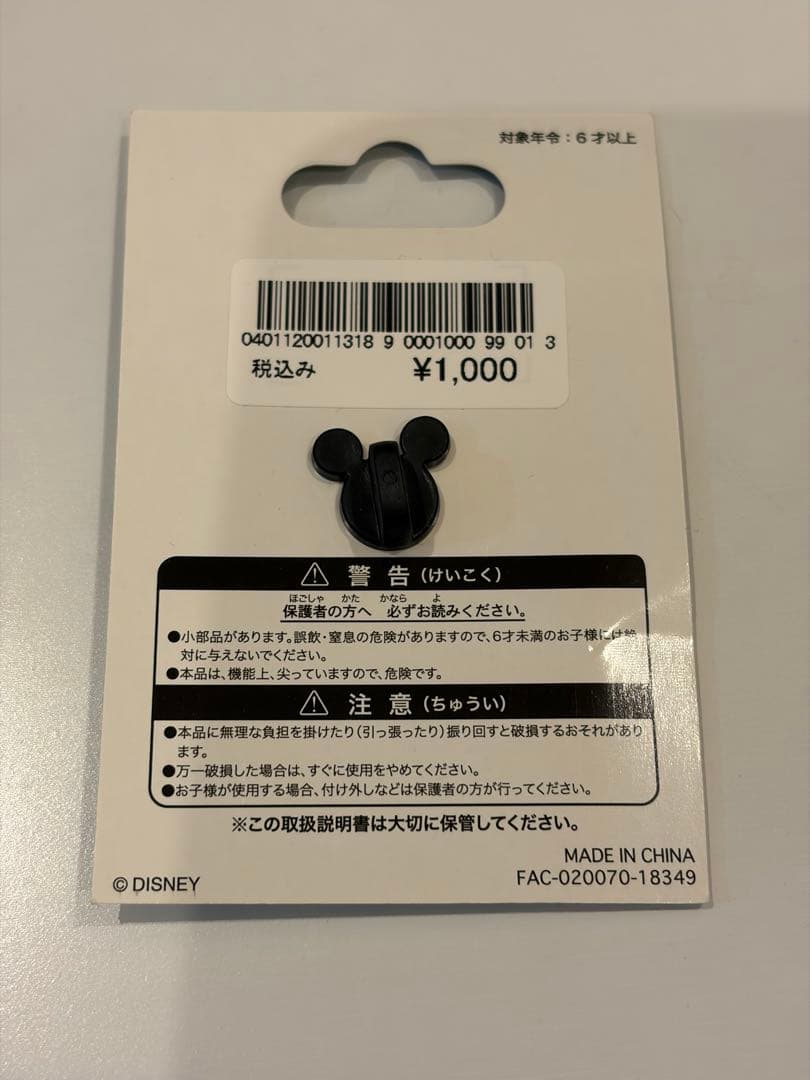 対象年令：6才以上
0401120011318 9 0001000 99 01 3
税込み ¥1,000
⚠ 警告（けいこく）
ほごしゃ かた かなら よ
保護者の方へ 必ずお読みください。
●小部品があります。誤飲・窒息の危険がありますので、6才未満のお子様には絶
対に与えないでください。
●本品は、機能上、尖っていますので、危険です。
⚠ 注意（ちゅうい）
●本品に無理な負担を掛けたり（引っ張ったり）振り回すと破損するおそれがあり
ます。
●万一破損した場合は、すぐに使用をやめてください。
●お子様が使用する場合、付け外しなどは保護者の方が行ってください。
※この取扱説明書は大切に保管してください。
MADE IN CHINA
© DISNEY
FAC-020070-18349